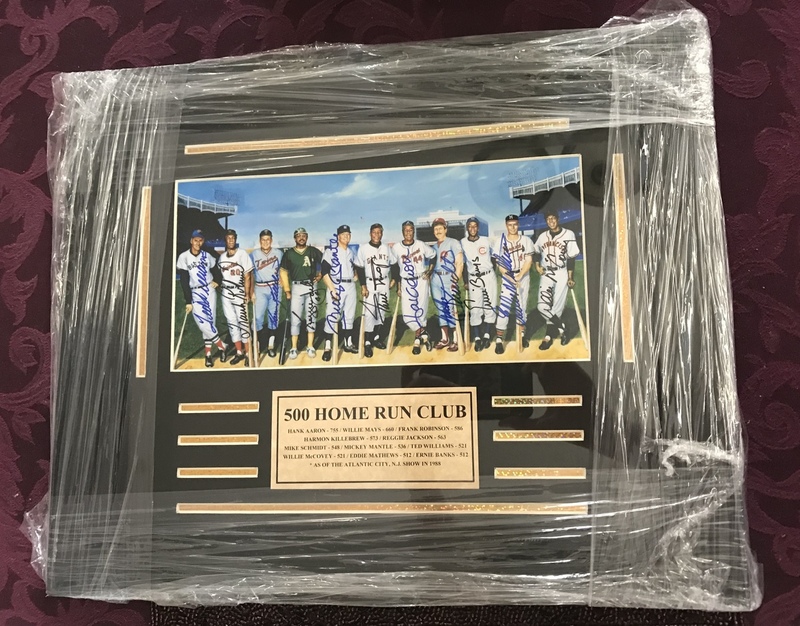 500 HOME RUN CLUB
HANK AARON - 755 / WILLIE MAYS - 660 / FRANK ROBINSON - 586
HARMON KILLEBREW - 573 / REGGIE JACKSON - 563
MIKE SCHMIDT - 548 / MICKEY MANTLE - 536 / TED WILLIAMS - 521
WILLIE McCOVEY - 521 / EDDIE MATHEWS - 512 / ERNIE BANKS - 512
* AS OF THE ATLANTIC CITY, N.J. SHOW IN 1988